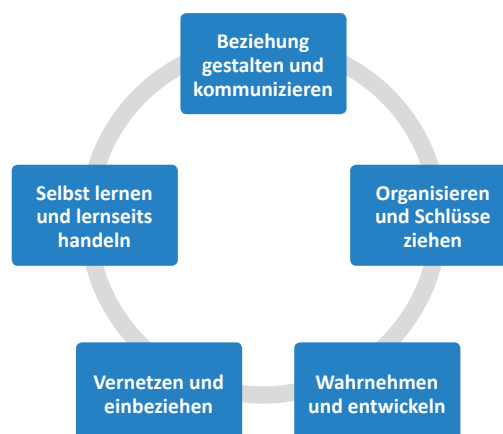 Beziehung
gestalten und
kommunizieren
Organisieren
und Schlüsse
ziehen
Wahrnehmen
und entwickeln
Vernetzen und
einbeziehen
Selbst lernen
und lernseits
handeln